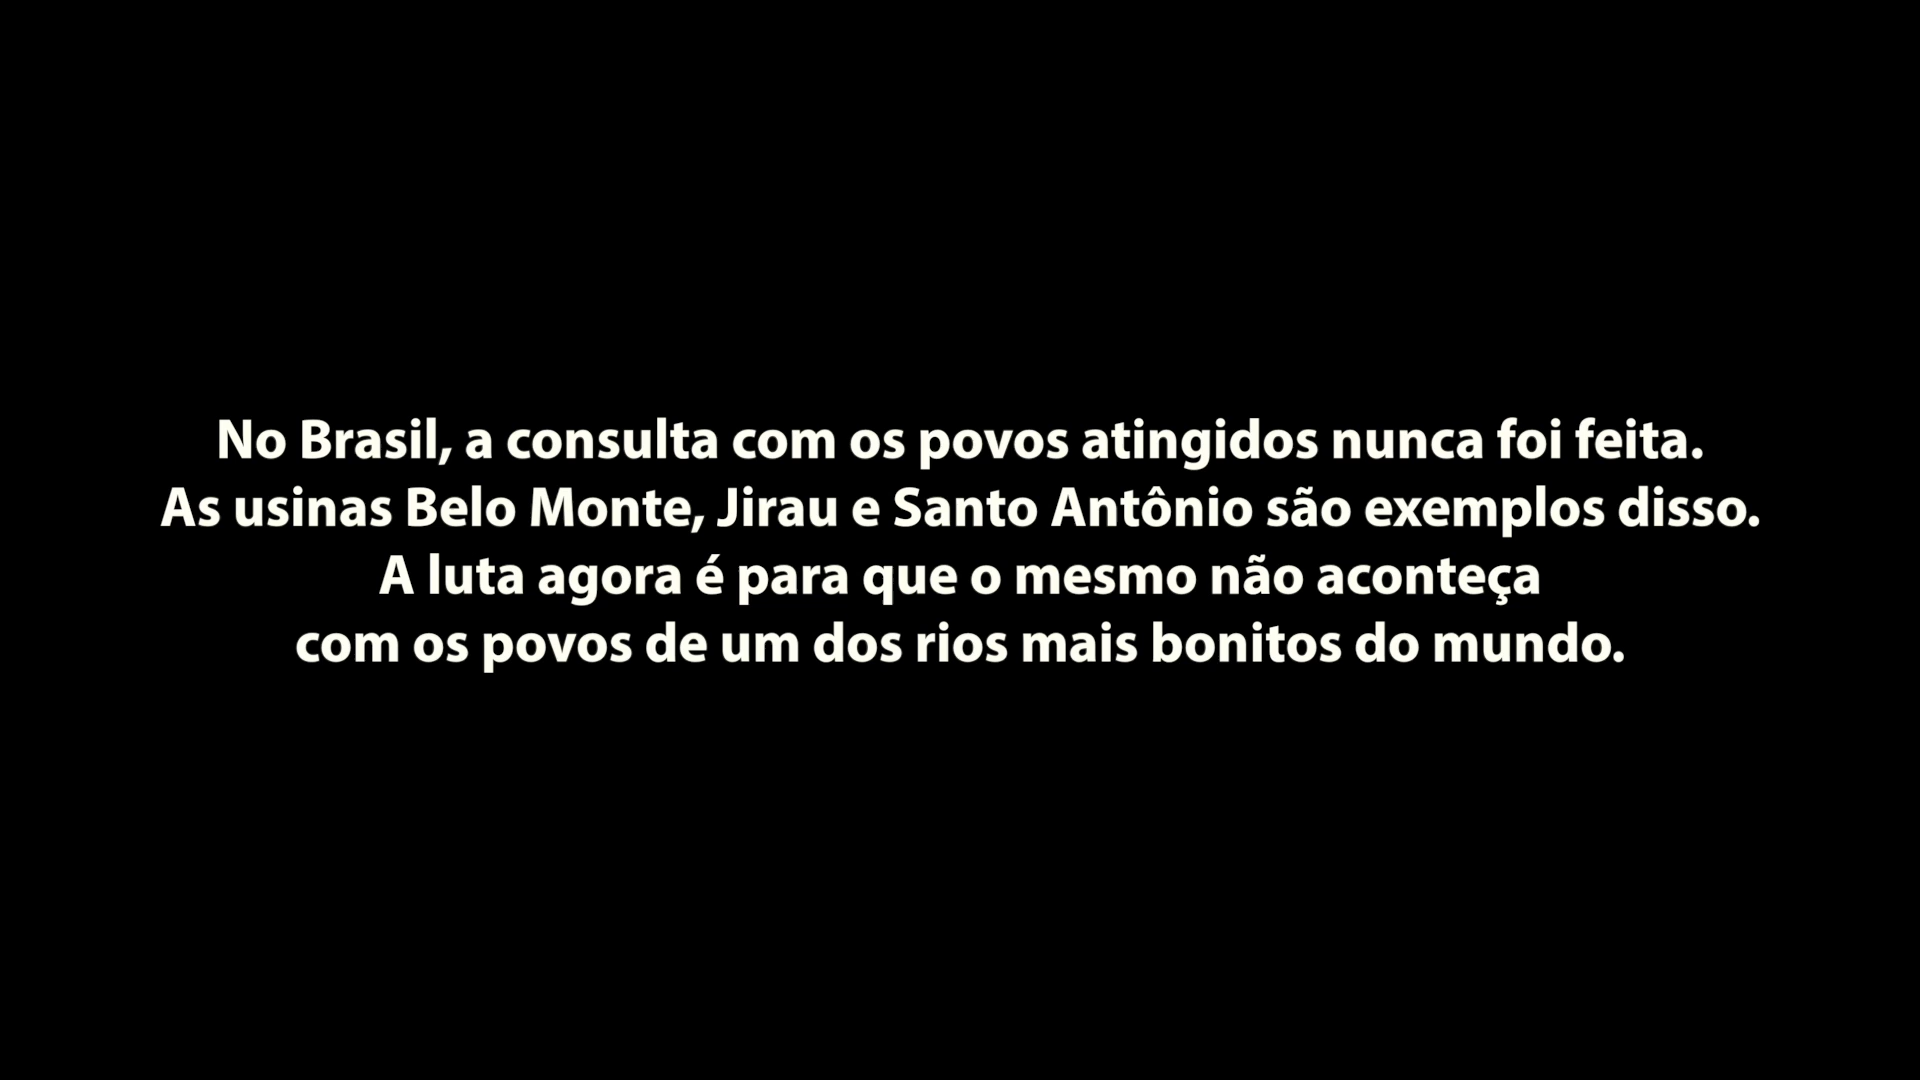 No Brasil, a consulta com os povos atingidos nunca foi feita.
As usinas Belo Monte, Jirau e Santo Antônio são exemplos disso.
A luta agora é para que o mesmo não aconteça
com os povos de um dos rios mais bonitos do mundo.